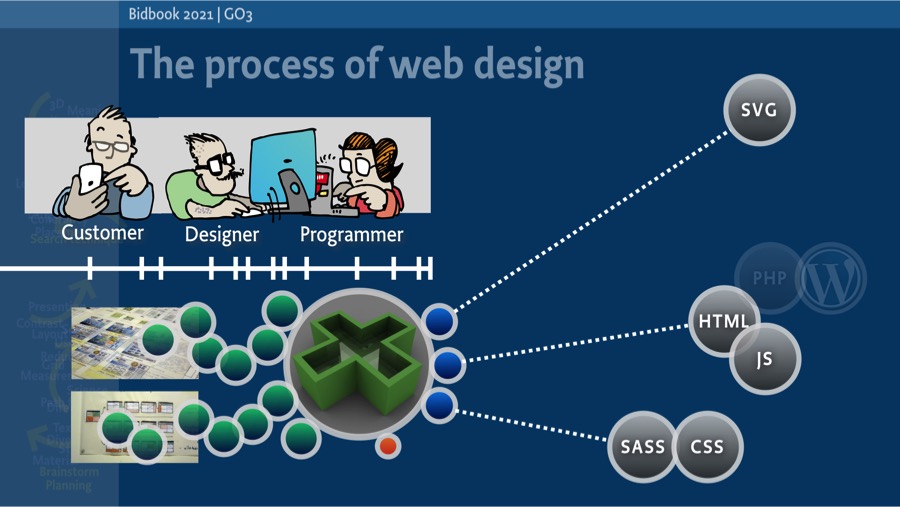 Bidbook 2021 | GO3
The process of web design
SVG
3D
Customer
Designer
Programmer
PHP
W
HTML
JS
SASS
CSS
Brainstorm
Planning